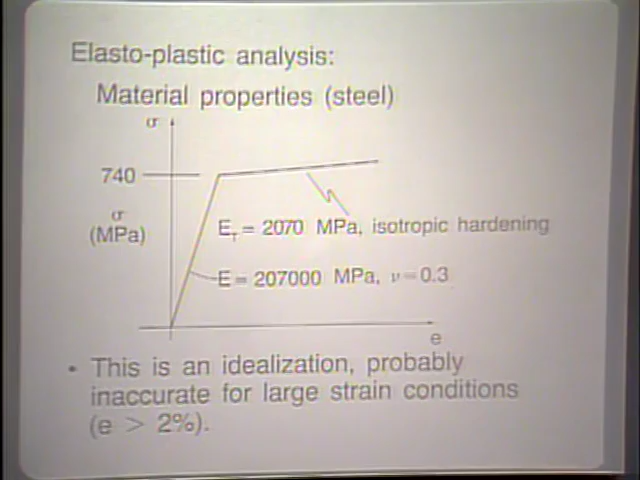 Elasto-plastic analysis:
Material properties (steel)
σ
740
σ
(MPa)
E_T = 2070 MPa, isotropic hardening
E = 207000 MPa, ν = 0.3
e
• This is an idealization, probably
inaccurate for large strain conditions
(e > 2%).